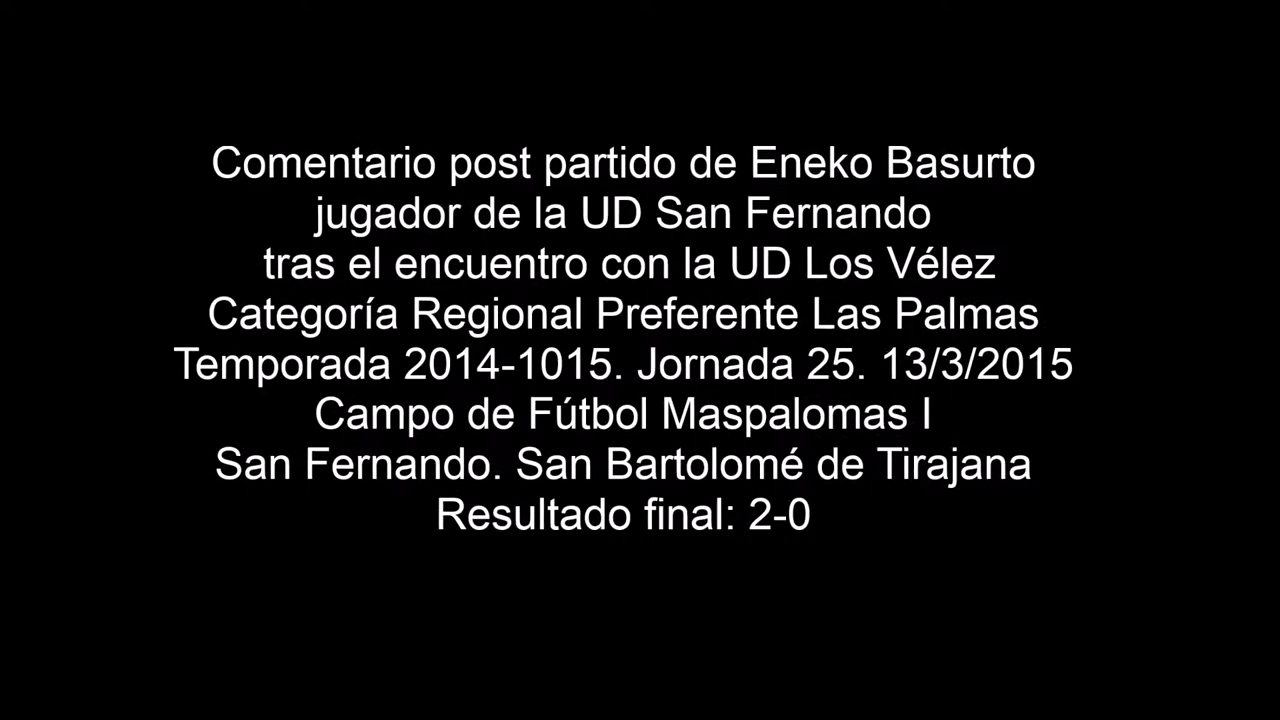 Comentario post partido de Eneko Basurto
jugador de la UD San Fernando
tras el encuentro con la UD Los Vélez
Categoría Regional Preferente Las Palmas
Temporada 2014-1015. Jornada 25. 13/3/2015
Campo de Fútbol Maspalomas I
San Fernando. San Bartolomé de Tirajana
Resultado final: 2-0